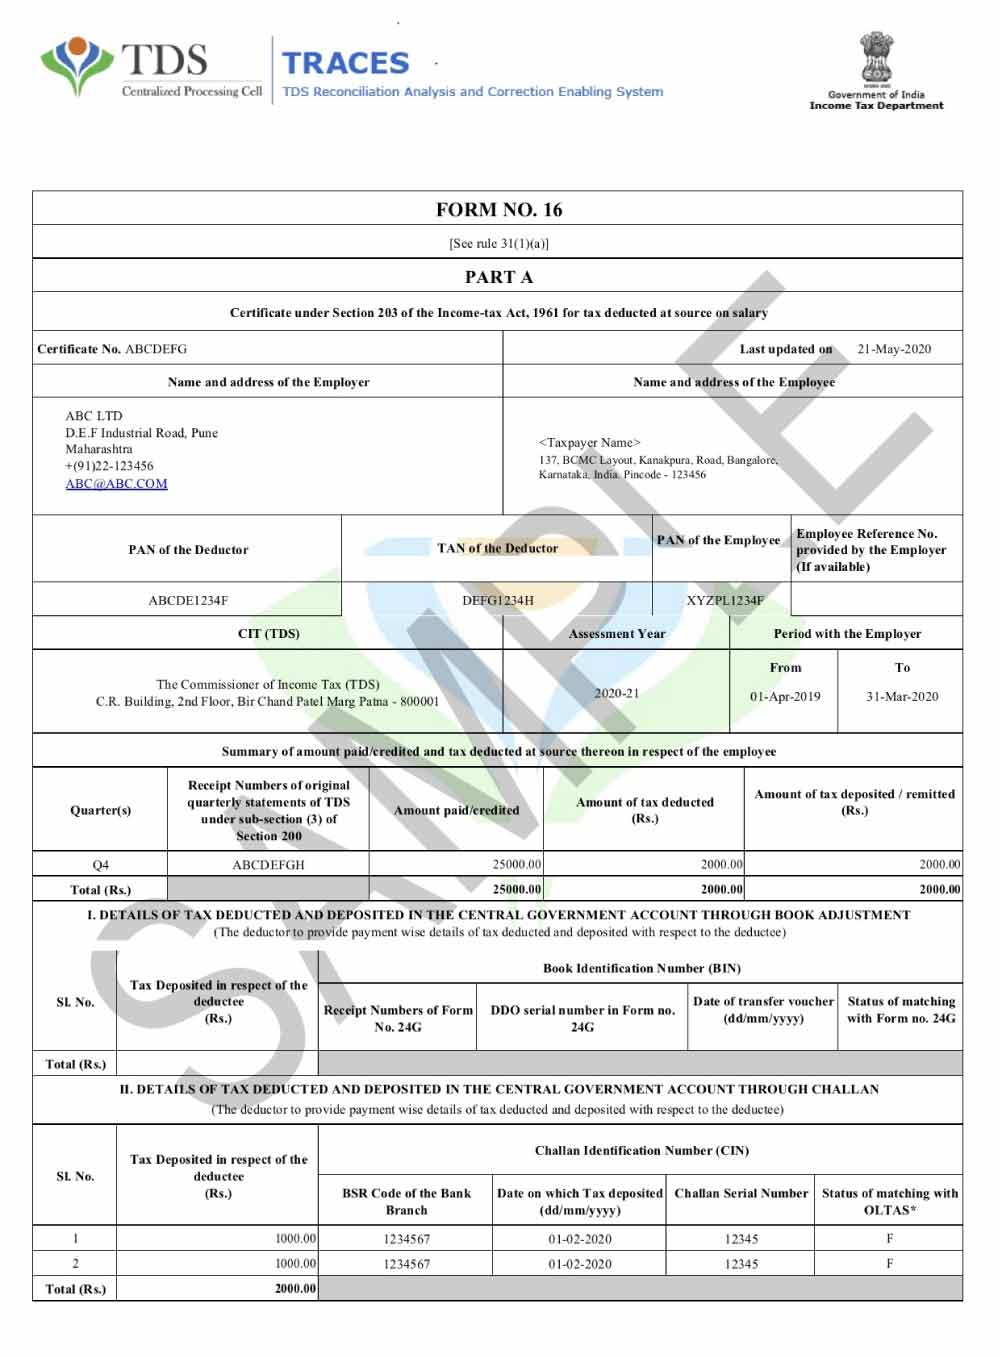 TDS
Centralized Processing Cell
TRACES
TDS Reconciliation Analysis and Correction Enabling System
Government of India
Income Tax Department
FORM NO. 16
[See rule 31(1)(a)]
PART A
Certificate under Section 203 of the Income-tax Act, 1961 for tax deducted at source on salary
Certificate No. ABCDEFG
Last updated on 21-May-2020
Name and address of the Employer
Name and address of the Employee
ABC LTD
D.E.F Industrial Road, Pune
Maharashtra
+(91)22-123456
ABC@ABC.COM
<Taxpayer Name>
137, BCMC Layout, Kanakpura, Road, Bangalore,
Karnataka, India. Pincode - 123456
PAN of the Deductor
TAN of the Deductor
PAN of the Employee
Employee Reference No.
provided by the Employer
(If available)
ABCDE1234F
DEFG1234H
XYZPL1234F
CIT (TDS)
Assessment Year
Period with the Employer
The Commissioner of Income Tax (TDS)
C.R. Building, 2nd Floor, Bir Chand Patel Marg Patna - 800001
2020-21
From
To
01-Apr-2019
31-Mar-2020
Summary of amount paid/credited and tax deducted at source thereon in respect of the employee
Quarter(s)
Receipt Numbers of original
quarterly statements of TDS
under sub-section (3) of
Section 200
Amount paid/credited
Amount of tax deducted
(Rs.)
Amount of tax deposited / remitted
(Rs.)
Q4 ABCDEFGH 25000.00 2000.00 2000.00
Total (Rs.) 25000.00 2000.00 2000.00
I. DETAILS OF TAX DEDUCTED AND DEPOSITED IN THE CENTRAL GOVERNMENT ACCOUNT THROUGH BOOK ADJUSTMENT
(The deductor to provide payment wise details of tax deducted and deposited with respect to the deductee)
Sl. No.
Tax Deposited in respect of the
deductee
(Rs.)
Book Identification Number (BIN)
Receipt Numbers of Form
No. 24G
DDO serial number in Form no.
24G
Date of transfer voucher
(dd/mm/yyyy)
Status of matching
with Form no. 24G
Total (Rs.)
II. DETAILS OF TAX DEDUCTED AND DEPOSITED IN THE CENTRAL GOVERNMENT ACCOUNT THROUGH CHALLAN
(The deductor to provide payment wise details of tax deducted and deposited with respect to the deductee)
Sl. No.
Tax Deposited in respect of the
deductee
(Rs.)
Challan Identification Number (CIN)
BSR Code of the Bank
Branch
Date on which Tax deposited
(dd/mm/yyyy)
Challan Serial Number
Status of matching with
OLTAS*
1 1000.00 1234567 01-02-2020 12345 F
2 1000.00 1234567 01-02-2020 12345 F
Total (Rs.) 2000.00
SAMPLE